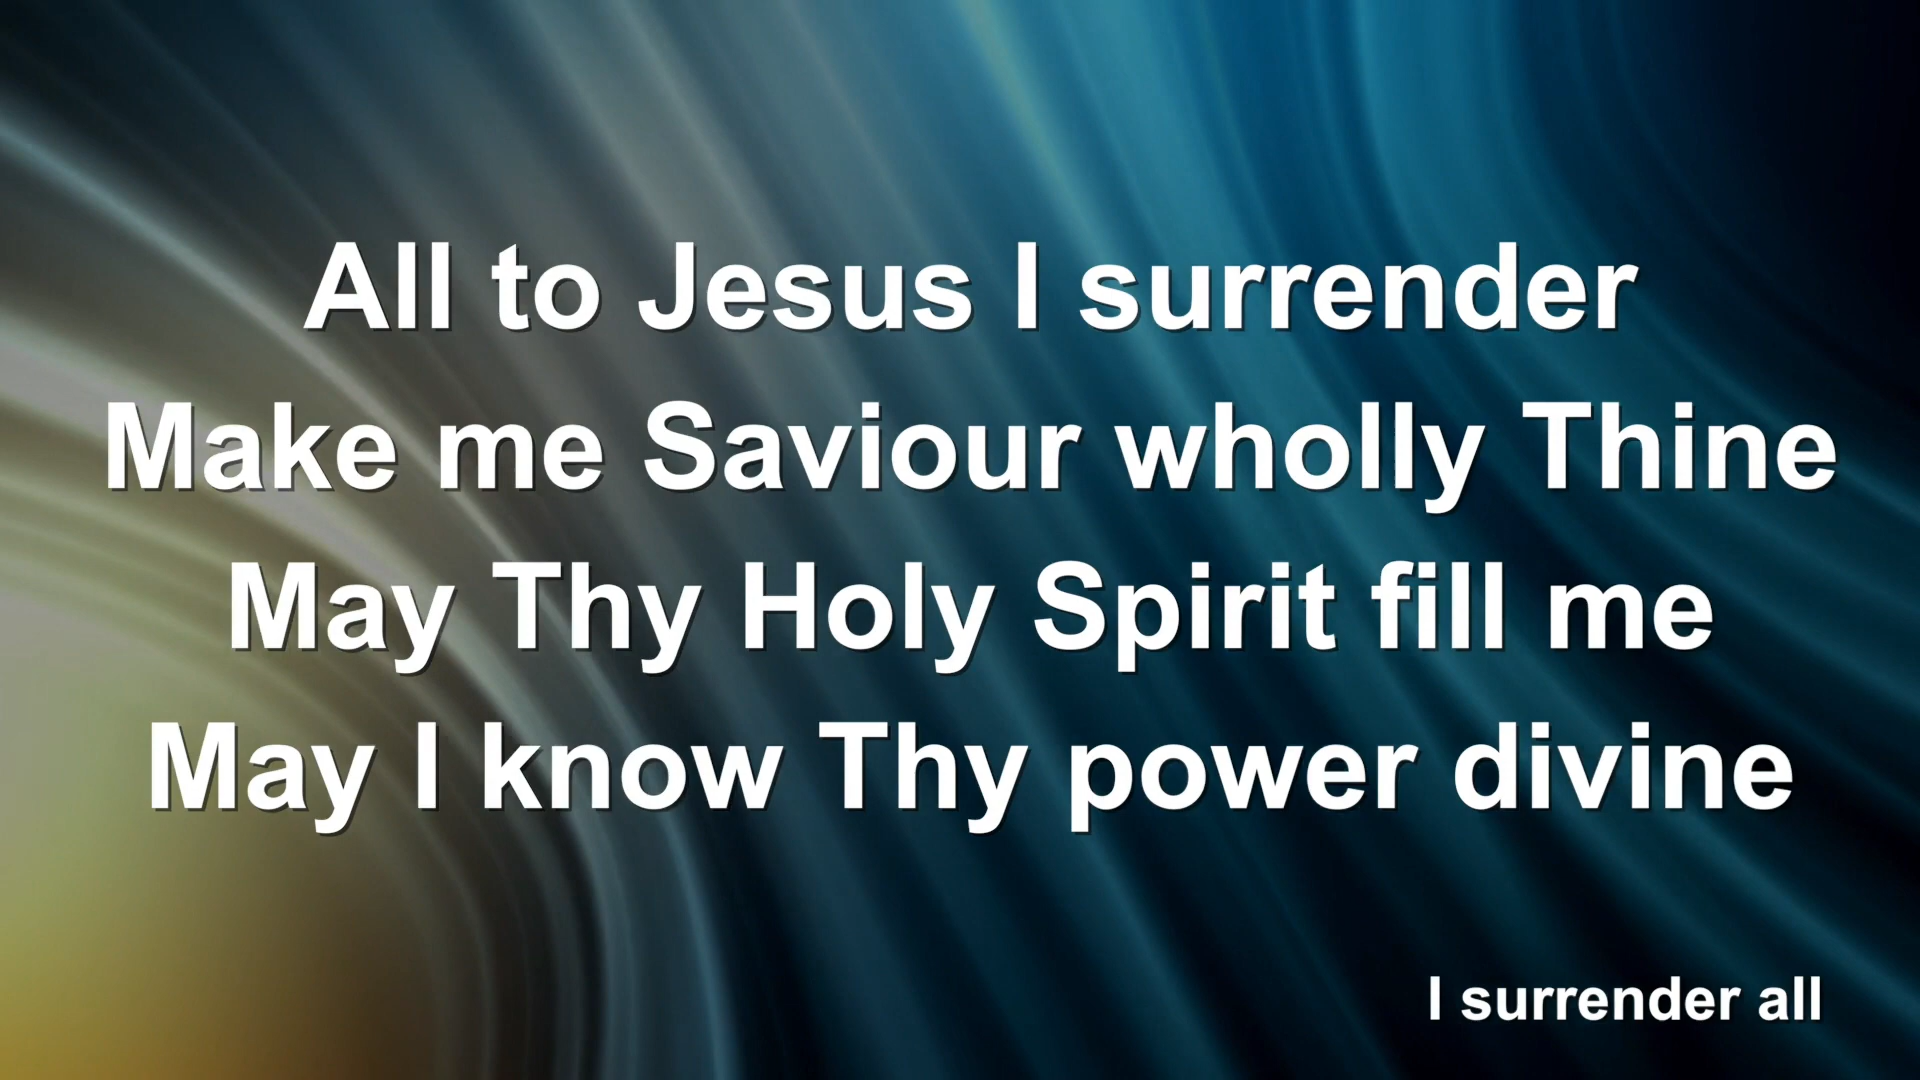 All to Jesus I surrender
Make me Saviour wholly Thine
May Thy Holy Spirit fill me
May I know Thy power divine
I surrender all